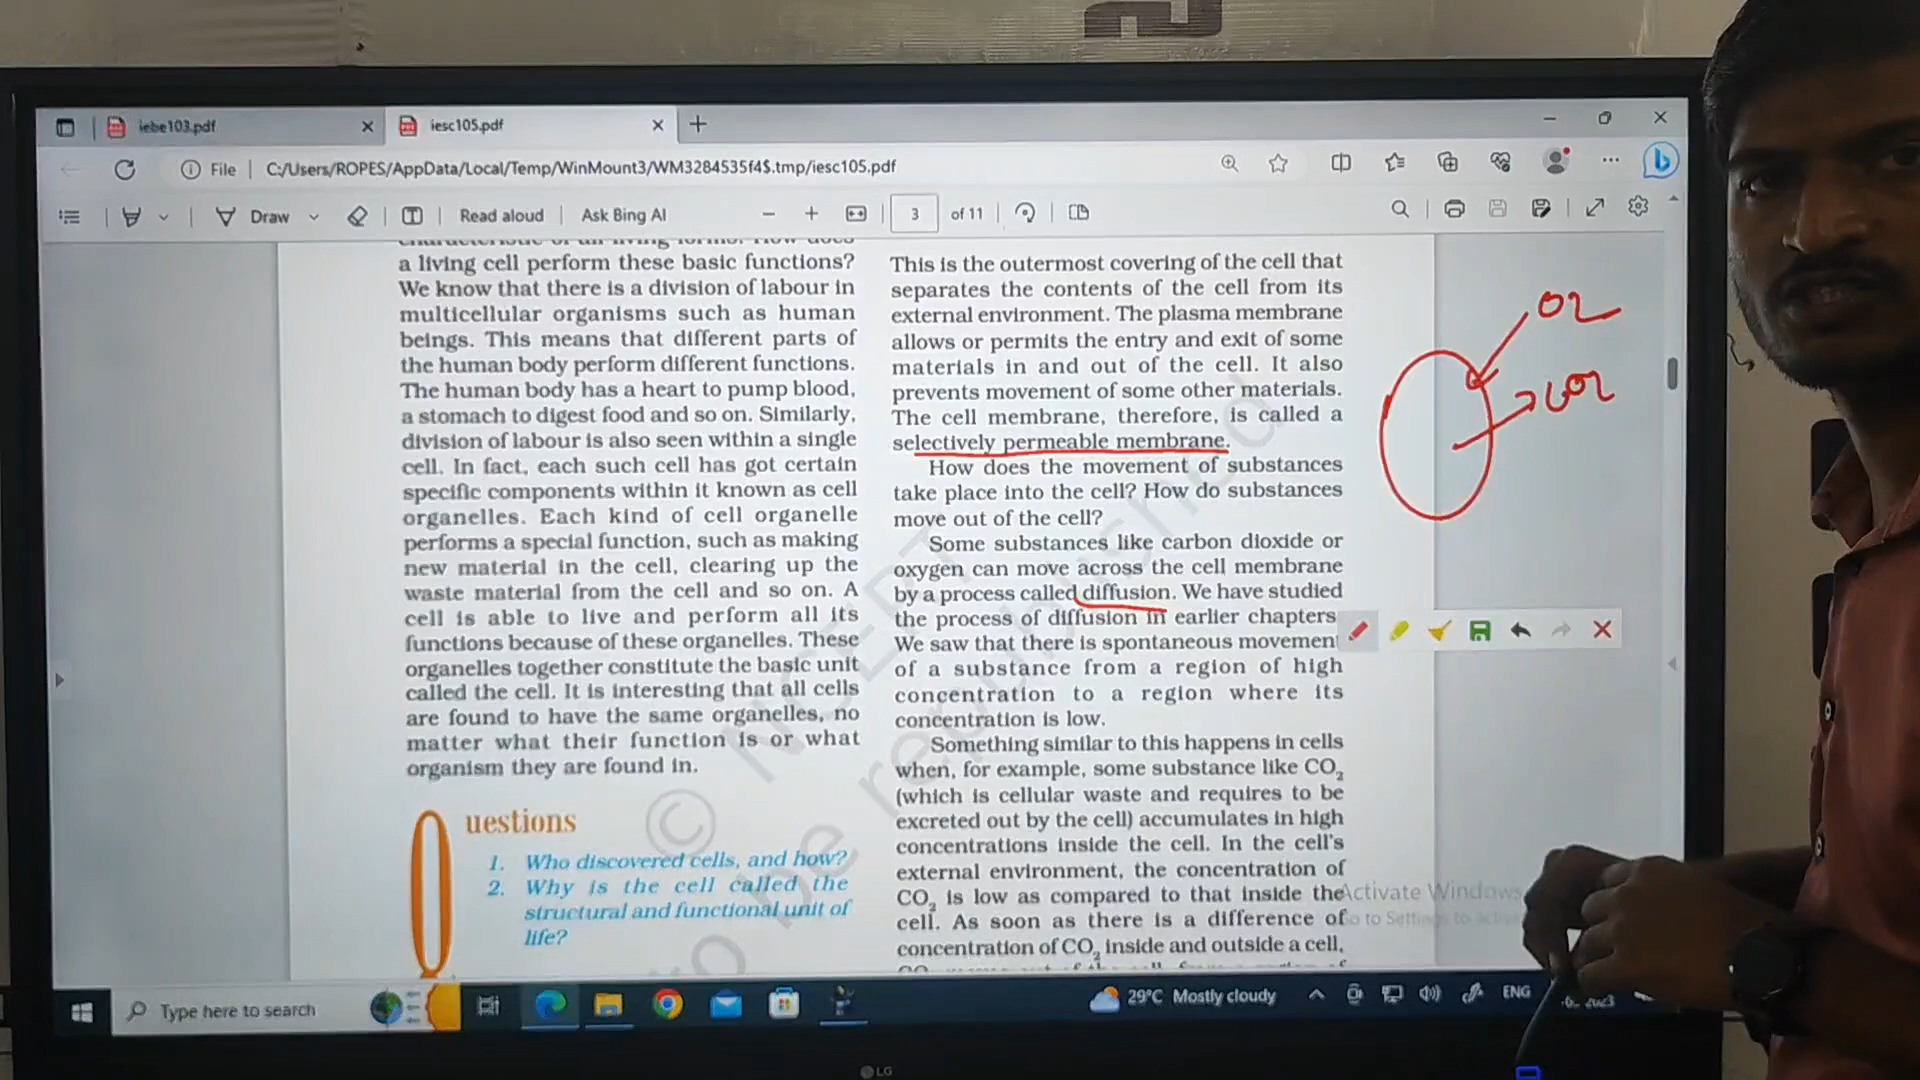 iebe103.pdf
iesc105.pdf
File
C:/Users/ROPES/AppData/Local/Temp/WinMount3/WM3284535f4$.tmp/iesc105.pdf
Draw
Read aloud
Ask Bing AI
3
of 11
a living cell perform these basic functions?
We know that there is a division of labour in
multicellular organisms such as human
beings. This means that different parts of
the human body perform different functions.
The human body has a heart to pump blood,
a stomach to digest food and so on. Similarly,
division of labour is also seen within a single
cell. In fact, each such cell has got certain
specific components within it known as cell
organelles. Each kind of cell organelle
performs a special function, such as making
new material in the cell, clearing up the
waste material from the cell and so on. A
cell is able to live and perform all its
functions because of these organelles. These
organelles together constitute the basic unit
called the cell. It is interesting that all cells
are found to have the same organelles, no
matter what their function is or what
organism they are found in.
Questions
1. Who discovered cells, and how?
2. Why is the cell called the
structural and functional unit of
life?
This is the outermost covering of the cell that
separates the contents of the cell from its
external environment. The plasma membrane
allows or permits the entry and exit of some
materials in and out of the cell. It also
prevents movement of some other materials.
The cell membrane, therefore, is called a
selectively permeable membrane.
How does the movement of substances
take place into the cell? How do substances
move out of the cell?
Some substances like carbon dioxide or
oxygen can move across the cell membrane
by a process called diffusion. We have studied
the process of diffusion in earlier chapters
We saw that there is spontaneous movement
of a substance from a region of high
concentration to a region where its
concentration is low.
Something similar to this happens in cells
when, for example, some substance like CO₂
(which is cellular waste and requires to be
excreted out by the cell) accumulates in high
concentrations inside the cell. In the cell's
external environment, the concentration of
CO₂ is low as compared to that inside the
cell. As soon as there is a difference of
concentration of CO₂ inside and outside a cell,
O2
CO2
© NCERT
to be republished
Activate Windows
Type here to search
29°C Mostly cloudy
ENG
LG